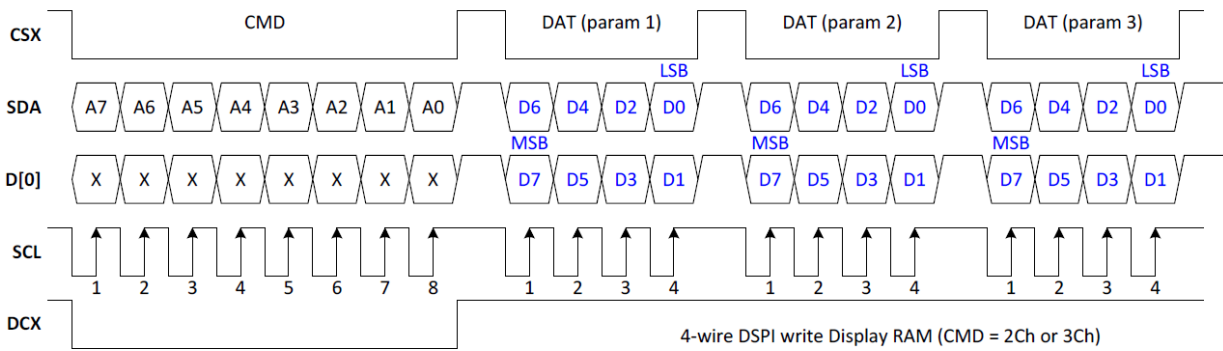 CSX CMD DAT (param 1) DAT (param 2) DAT (param 3)
LSB LSB LSB
SDA A7 A6 A5 A4 A3 A2 A1 A0 D6 D4 D2 D0 D6 D4 D2 D0 D6 D4 D2 D0
MSB MSB MSB
D[0] X X X X X X X X D7 D5 D3 D1 D7 D5 D3 D1 D7 D5 D3 D1
SCL
1 2 3 4 5 6 7 8 1 2 3 4 1 2 3 4 1 2 3 4
DCX
4-wire DSPI write Display RAM (CMD = 2Ch or 3Ch)